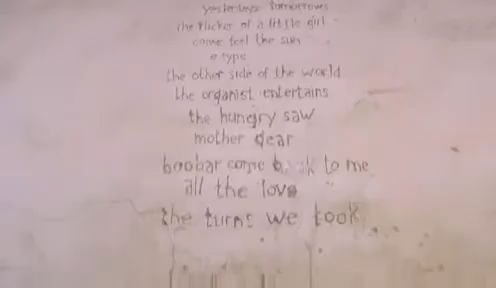 yesterdays tomorrows
the flicker of a little girl
come feel the sun
e type
the other side of the world
the organist entertains
the hungry saw
mother dear
boobar come back to me
all the love
the turns we took